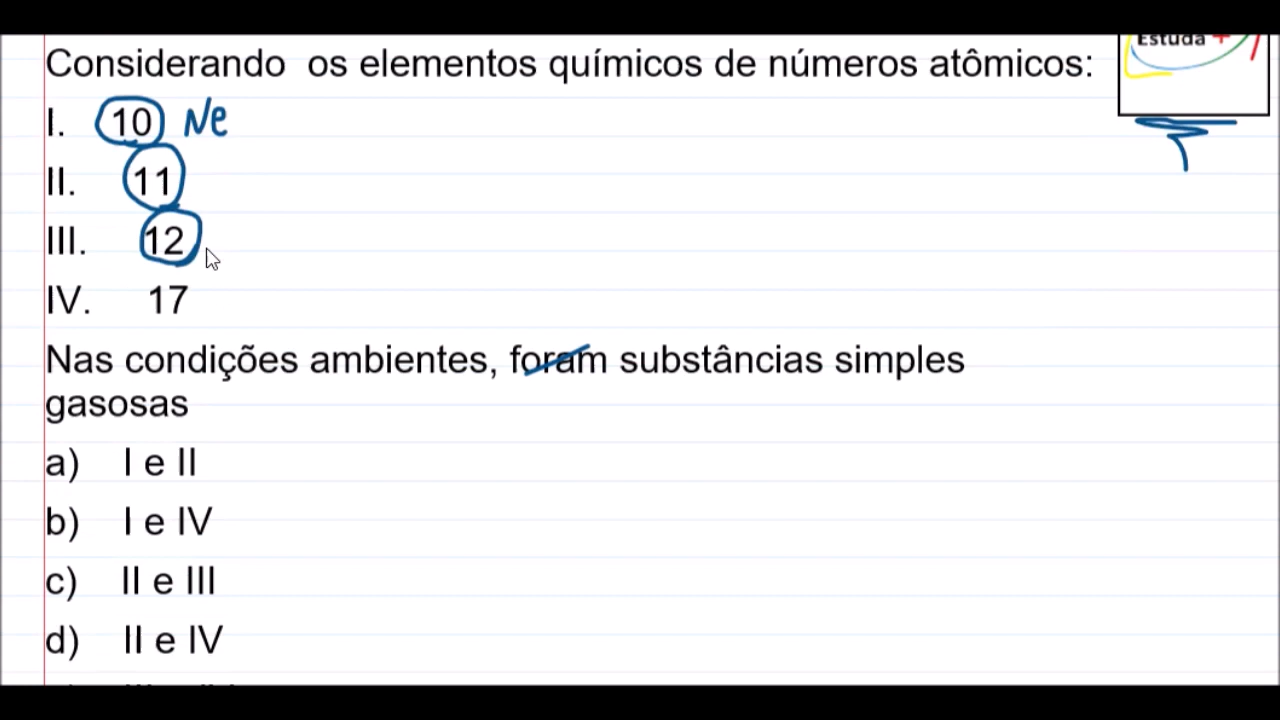 Estuda +
Considerando os elementos químicos de números atômicos:
I. 10 Ne
II. 11
III. 12
IV. 17
Nas condições ambientes, foram substâncias simples
gasosas
a) I e II
b) I e IV
c) II e III
d) II e IV